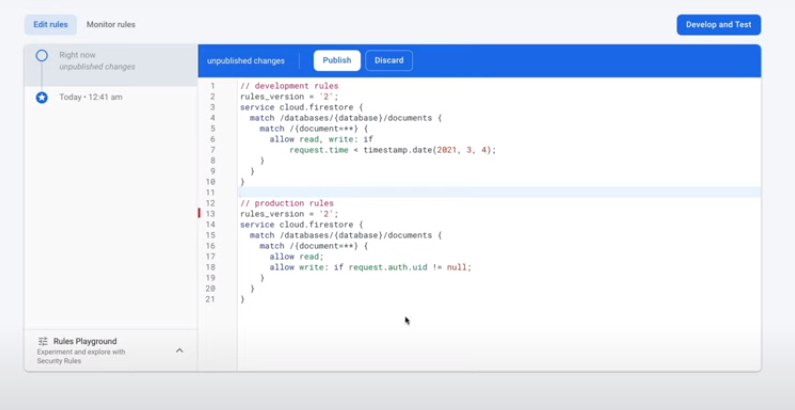 Edit rules
Monitor rules
Develop and Test
Right now
unpublished changes
Today • 12:41 am
unpublished changes
Publish
Discard
1 // development rules
2 rules_version = '2';
3 service cloud.firestore {
4 match /databases/{database}/documents {
5 match /{document=**} {
6 allow read, write: if
7 request.time < timestamp.date(2021, 3, 4);
8 }
9 }
10 }
11
12 // production rules
13 rules_version = '2';
14 service cloud.firestore {
15 match /databases/{database}/documents {
16 match /{document=**} {
17 allow read;
18 allow write: if request.auth.uid != null;
19 }
20 }
21 }
Rules Playground
Experiment and explore with
Security Rules